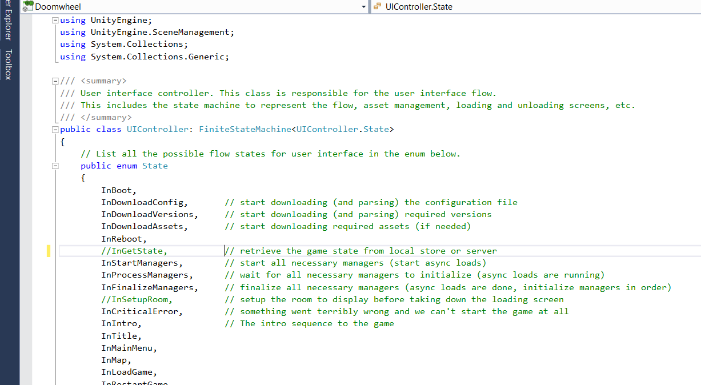 Doomwheel
UIController.State
er Explorer
Toolbox
using UnityEngine;
using UnityEngine.SceneManagement;
using System.Collections;
using System.Collections.Generic;
/// <summary>
/// User interface controller. This class is responsible for the user interface flow.
/// This includes the state machine to represent the flow, asset management, loading and unloading screens, etc.
/// </summary>
public class UIController: FiniteStateMachine<UIController.State>
{
// List all the possible flow states for user interface in the enum below.
public enum State
{
InBoot,
InDownloadConfig, // start downloading (and parsing) the configuration file
InDownloadVersions, // start downloading (and parsing) required versions
InDownloadAssets, // start downloading required assets (if needed)
InReboot,
//InGetState, // retrieve the game state from local store or server
InStartManagers, // start all necessary managers (start async loads)
InProcessManagers, // wait for all necessary managers to initialize (async loads are running)
InFinalizeManagers, // finalize all necessary managers (async loads are done, initialize managers in order)
//InSetupRoom, // setup the room to display before taking down the loading screen
InCriticalError, // something went terribly wrong and we can't start the game at all
InIntro, // The intro sequence to the game
InTitle,
InMainMenu,
InMap,
InLoadGame,
InRestartGame